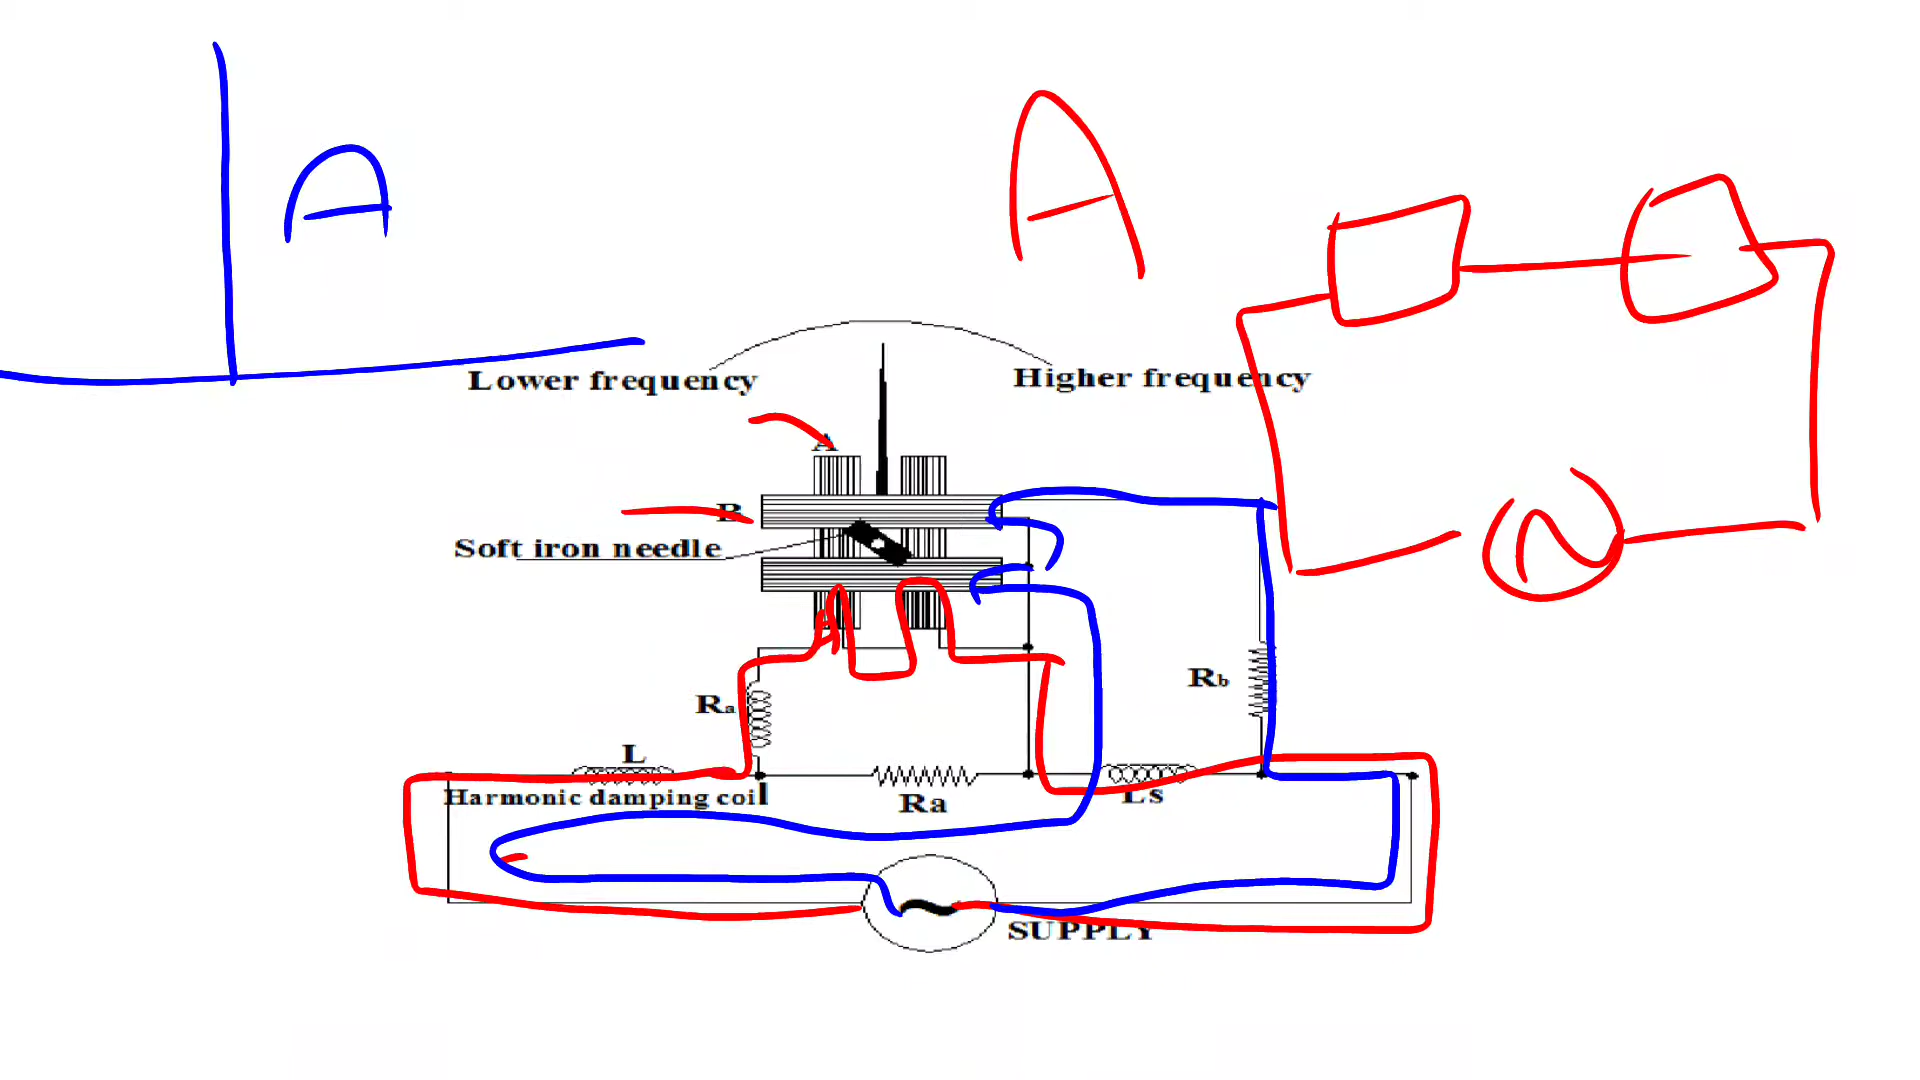 A
A
Lower frequency
Higher frequency
A
B
Soft iron needle
Ra
Rb
L
Harmonic damping coil
Ra
Ls
SUPPLY